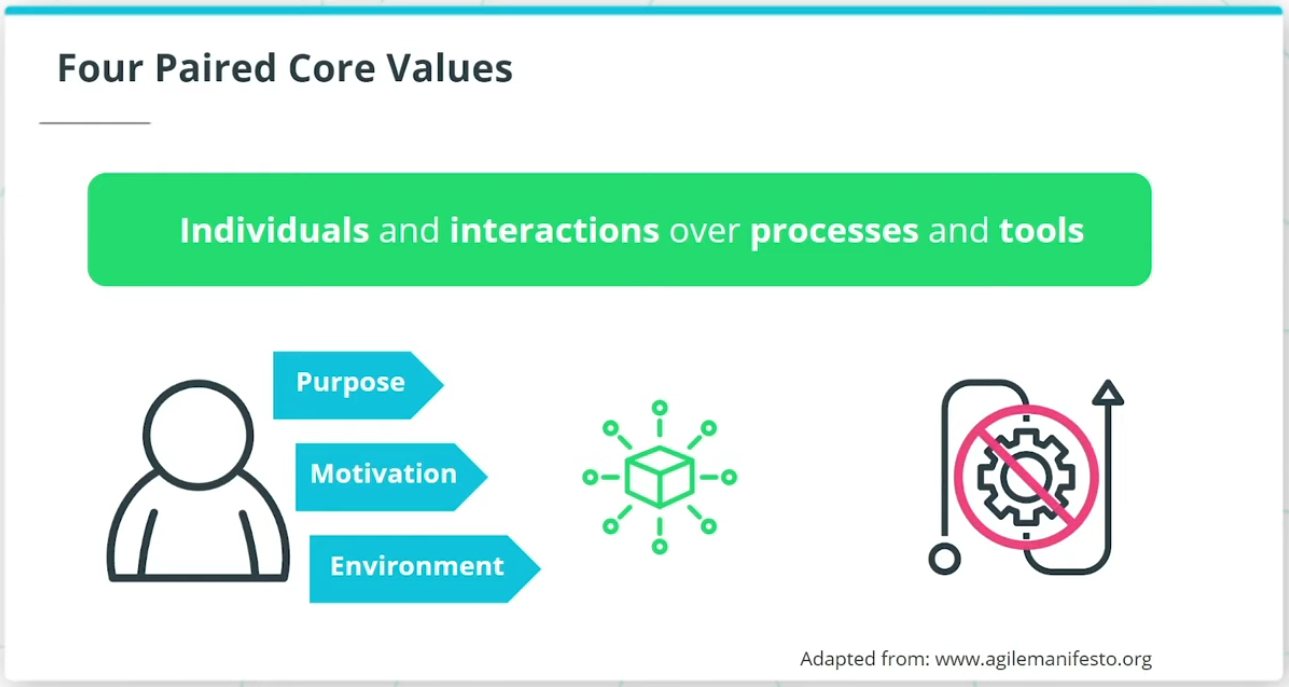 Four Paired Core Values
Individuals and interactions over processes and tools
Purpose
Motivation
Environment
Adapted from: www.agilemanifesto.org